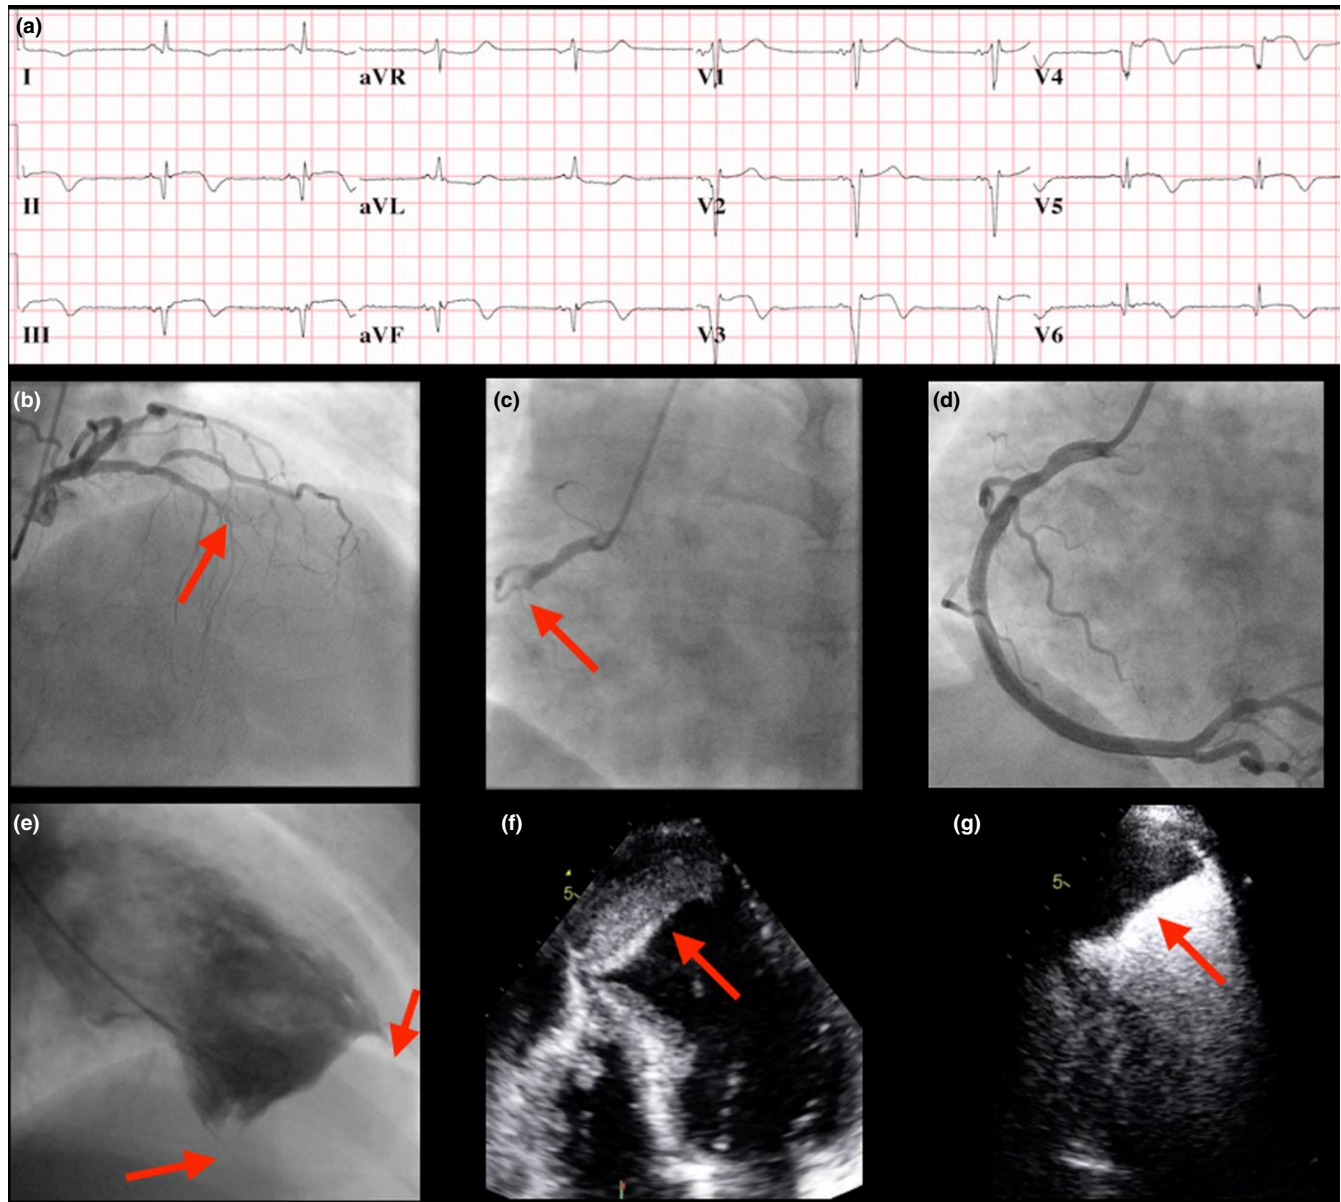 (a)
I aVR V1 V4
II aVL V2 V5
III aVF V3 V6
(b) (c) (d)
(e) (f) (g)
5
5